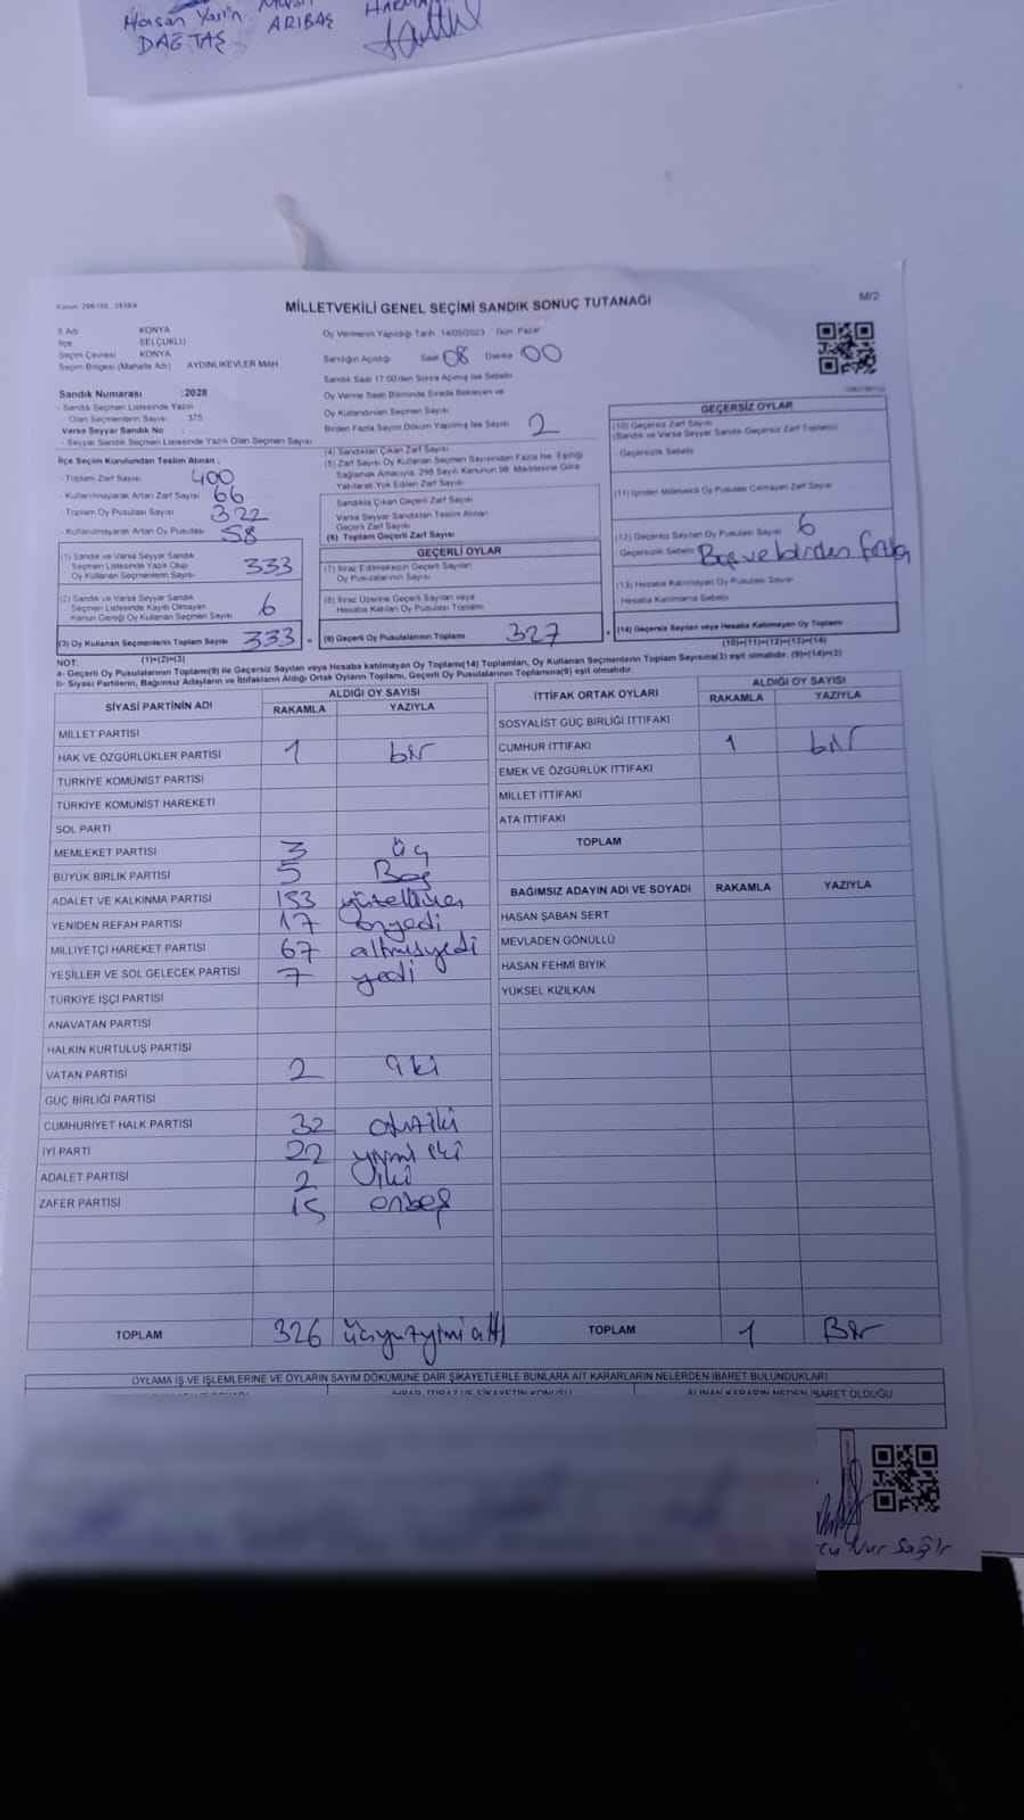 Hasan Yasin
DAĞTAŞ
ARIBAŞ
MİLLETVEKİLİ GENEL SEÇİMİ SANDIK SONUÇ TUTANAĞI
M/2
İl Adı KONYA
İlçe SELÇUKLU
Seçim Çevresi KONYA
Seçim Bölgesi (Mahalle Adı) AYDINLIKEVLER MAH
Sandık Numarası :2028
- Sandık Seçmen Listesinde Yazılı
Olan Seçmenlerin Sayısı 375
Varsa Seyyar Sandık No :
- Seyyar Sandık Seçmen Listesinde Yazılı Olan Seçmen Sayısı
İlçe Seçim Kurulundan Teslim Alınan ;
- Toplam Zarf Sayısı 400
- Kullanılmayarak Artan Zarf Sayısı 66
- Toplam Oy Pusulası Sayısı 322
- Kullanılmayarak Artan Oy Pusulası 58
(1) Sandık ve Varsa Seyyar Sandık
Seçmen Listesinde Yazılı Olup
Oy Kullanan Seçmenlerin Sayısı 333
(2) Sandık ve Varsa Seyyar Sandık
Seçmen Listesinde Kayıtlı Olmayan
Kanun Gereği Oy Kullanan Seçmen Sayısı 6
(3) Oy Kullanan Seçmenlerin Toplam Sayısı 333
(1)+(2)=(3)
Oy Vermenin Yapıldığı Tarih 14/05/2023 Gün Pazar
Sandığın Açıldığı Saat 08 Dakika 00
Sandık Saat 17:00'den Sonra Açılmış İse Sebebi
Oy Verme Saati Bitiminde Sırada Bekleyen ve
Oy Kullandırılan Seçmen Sayısı
Birden Fazla Sayım Döküm Yapılmış İse Sayısı 2
(4) Sandıktan Çıkan Zarf Sayısı
(5) Zarf Sayısı Oy Kullanan Seçmen Sayısından Fazla İse, Eşitliği
Sağlamak Amacıyla, 298 Sayılı Kanunun 98. Maddesine Göre
Yakılarak Yok Edilen Zarf Sayısı
Sandıkta Çıkan Geçerli Zarf Sayısı
Varsa Seyyar Sandıktan Teslim Alınan
Geçerli Zarf Sayısı
(6) Toplam Geçerli Zarf Sayısı
GEÇERLİ OYLAR
(7) İtiraz Edilmeksizin Geçerli Sayılan
Oy Pusulalarının Sayısı
(8) İtiraz Üzerine Geçerli Sayılan veya
Hesaba Katılan Oy Pusulası Toplamı
(9) Geçerli Oy Pusulalarının Toplamı 327
GEÇERSİZ OYLAR
(10) Geçersiz Zarf Sayısı
(Sandık ve Varsa Seyyar Sandık Geçersiz Zarf Toplamı)
Geçersizlik Sebebi
(11) İçinden Milletvekili Oy Pusulası Çıkmayan Zarf Sayısı
(12) Geçersiz Sayılan Oy Pusulası Sayısı 6
Geçersizlik Sebebi Boş ve birden fazla
(13) Hesaba Katılmayan Oy Pusulası Sayısı
Hesaba Katılmama Sebebi
(14) Geçersiz Sayılan veya Hesaba Katılmayan Oy Toplamı
(10)+(11)+(12)+(13)=(14)
NOT:
a- Geçerli Oy Pusulalarının Toplamı(9) ile Geçersiz Sayılan veya Hesaba katılmayan Oy Toplamı(14) Toplamları, Oy Kullanan Seçmenlerin Toplam Sayısına(3) eşit olmalıdır. (9)+(14)=(3)
b- Siyasi Partilerin, Bağımsız Adayların ve İttifakların Aldığı Ortak Oyların Toplamı, Geçerli Oy Pusulalarının Toplamına(9) eşit olmalıdır.
SİYASİ PARTİNİN ADI ALDIĞI OY SAYISI
RAKAMLA YAZIYLA
MİLLET PARTİSİ
HAK VE ÖZGÜRLÜKLER PARTİSİ 1 bir
TÜRKİYE KOMÜNİST PARTİSİ
TÜRKİYE KOMÜNİST HAREKETİ
SOL PARTİ
MEMLEKET PARTİSİ 3 üç
BÜYÜK BİRLİK PARTİSİ 5 Beş
ADALET VE KALKINMA PARTİSİ 153 yüzelliüç
YENİDEN REFAH PARTİSİ 17 onyedi
MİLLİYETÇİ HAREKET PARTİSİ 67 altmışyedi
YEŞİLLER VE SOL GELECEK PARTİSİ 7 yedi
TÜRKİYE İŞÇİ PARTİSİ
ANAVATAN PARTİSİ
HALKIN KURTULUŞ PARTİSİ
VATAN PARTİSİ 2 iki
GÜÇ BİRLİĞİ PARTİSİ
CUMHURİYET HALK PARTİSİ 32 otuziki
İYİ PARTİ 22 yirmi iki
ADALET PARTİSİ 2 iki
ZAFER PARTİSİ 15 onbeş
TOPLAM 326 üçyüzyirmi altı
İTTİFAK ORTAK OYLARI ALDIĞI OY SAYISI
RAKAMLA YAZIYLA
SOSYALİST GÜÇ BİRLİĞİ İTTİFAKI
CUMHUR İTTİFAKI 1 bir
EMEK VE ÖZGÜRLÜK İTTİFAKI
MİLLET İTTİFAKI
ATA İTTİFAKI
TOPLAM
BAĞIMSIZ ADAYIN ADI VE SOYADI RAKAMLA YAZIYLA
HASAN ŞABAN SERT
MEVLADEN GÖNÜLLÜ
HASAN FEHMİ BIYIK
YÜKSEL KIZILKAN
TOPLAM 1 Bir
OYLAMA İŞ VE İŞLEMLERİNE VE OYLARIN SAYIM DÖKÜMÜNE DAİR ŞİKAYETLERLE BUNLARA AİT KARARLARIN NELERDEN İBARET BULUNDUKLARI
ALINAN KARARIN NEDEN İBARET OLDUĞU
Nur Sağır